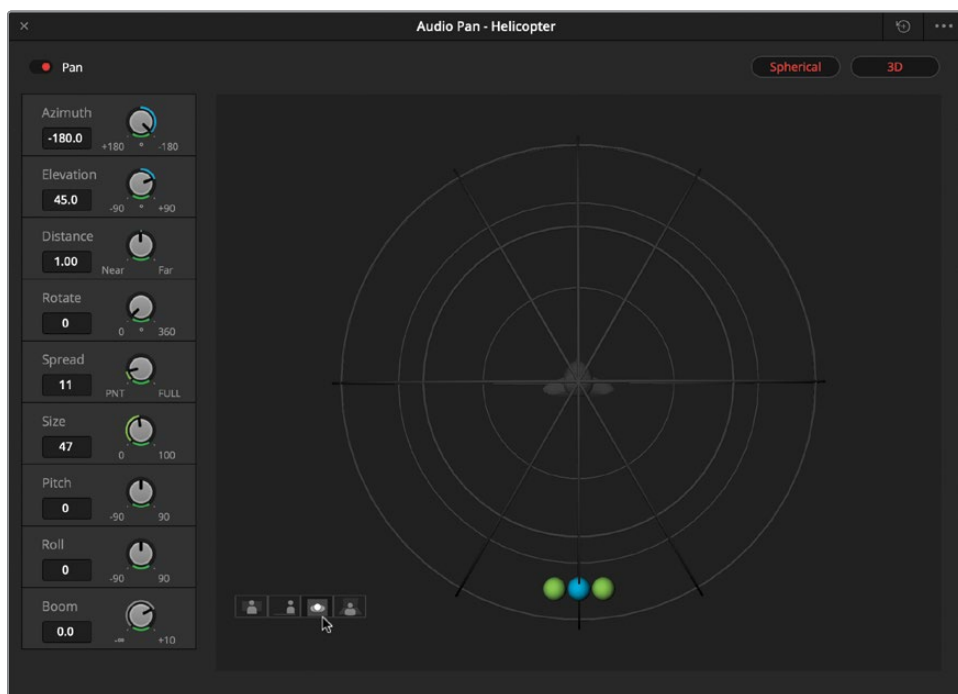 Audio Pan - Helicopter
Pan
Spherical
3D
Azimuth
-180.0
+180 ° -180
Elevation
45.0
-90 ° +90
Distance
1.00
Near Far
Rotate
0
0 ° 360
Spread
11
PNT FULL
Size
47
0 100
Pitch
0
-90 90
Roll
0
-90 90
Boom
0.0
-∞ +10